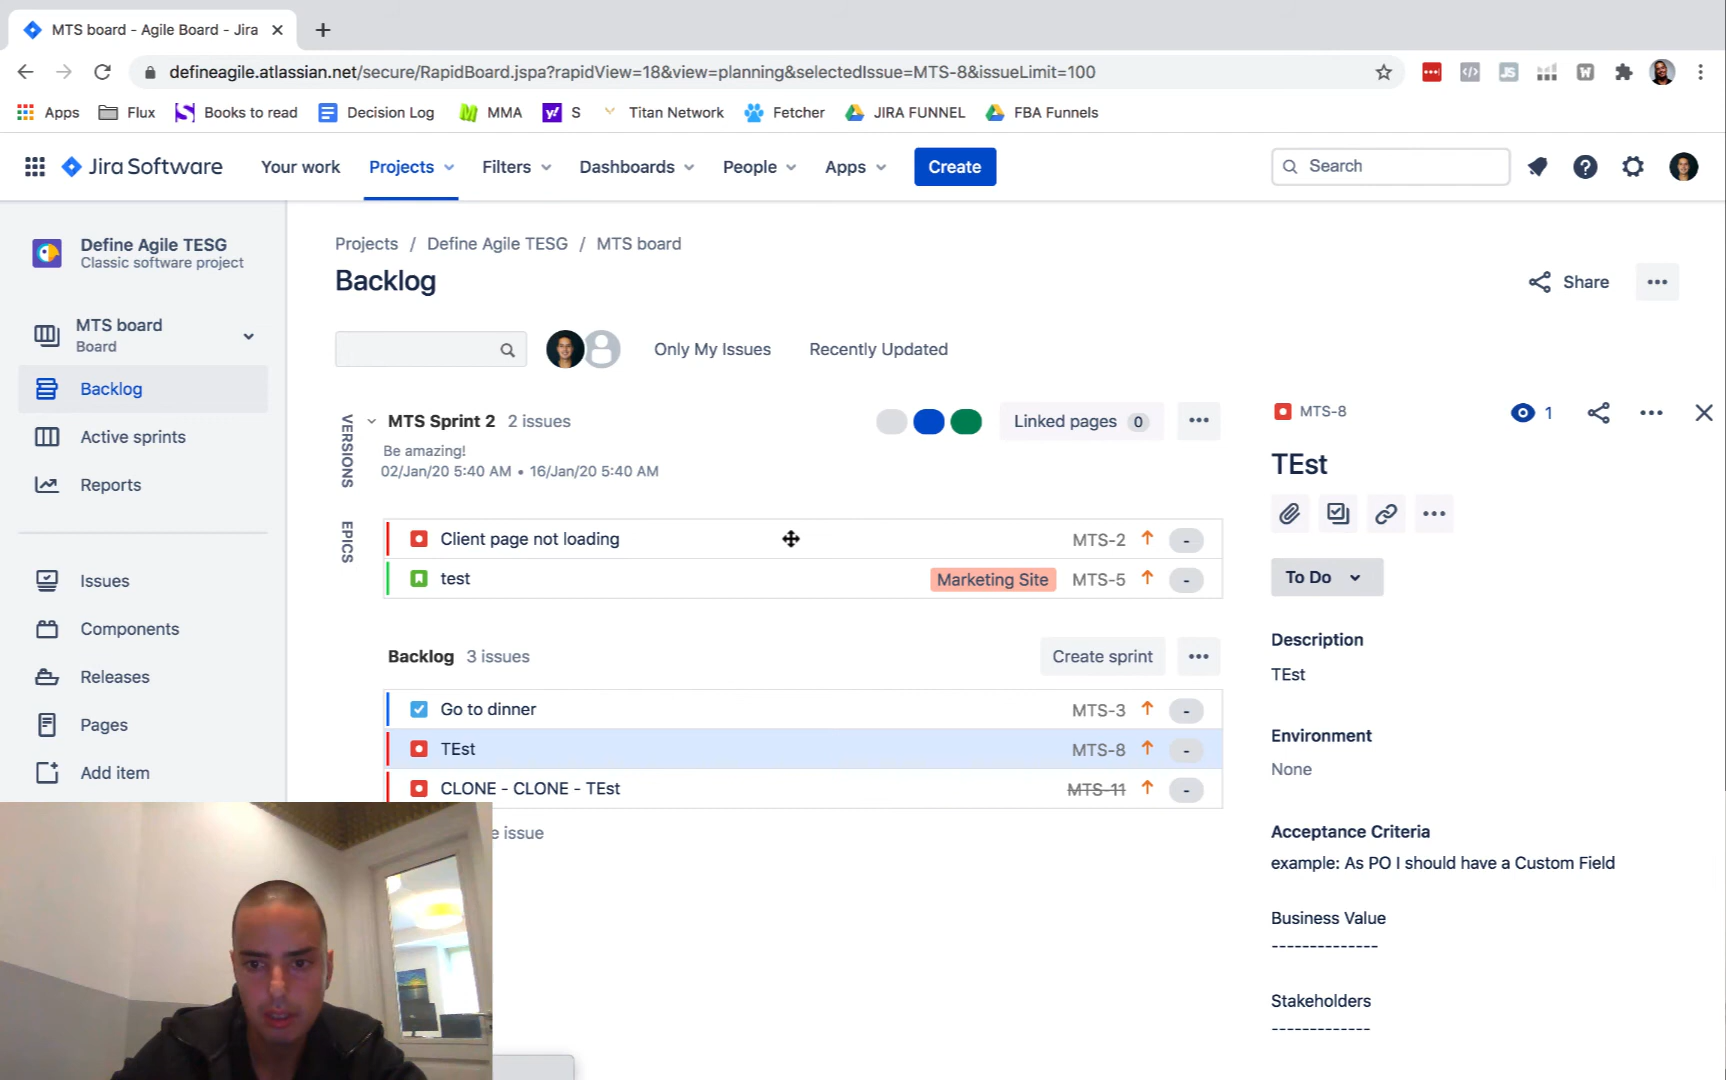 MTS board - Agile Board - Jira
defineagile.atlassian.net/secure/RapidBoard.jspa?rapidView=18&view=planning&selectedIssue=MTS-8&issueLimit=100
Apps Flux Books to read Decision Log MMA S Titan Network Fetcher JIRA FUNNEL FBA Funnels
Jira Software Your work Projects Filters Dashboards People Apps Create Search
Define Agile TESG
Classic software project
MTS board
Board
Backlog
Active sprints
Reports
Issues
Components
Releases
Pages
Add item
Projects / Define Agile TESG / MTS board
Backlog
Share
Only My Issues Recently Updated
VERSIONS
EPICS
MTS Sprint 2 2 issues
Linked pages 0
Be amazing!
02/Jan/20 5:40 AM • 16/Jan/20 5:40 AM
Client page not loading MTS-2 -
test Marketing Site MTS-5 -
Backlog 3 issues Create sprint
Go to dinner MTS-3 -
TEst MTS-8 -
CLONE - CLONE - TEst MTS-11 -
e issue
MTS-8 1
TEst
To Do
Description
TEst
Environment
None
Acceptance Criteria
example: As PO I should have a Custom Field
Business Value
--------------
Stakeholders
-------------